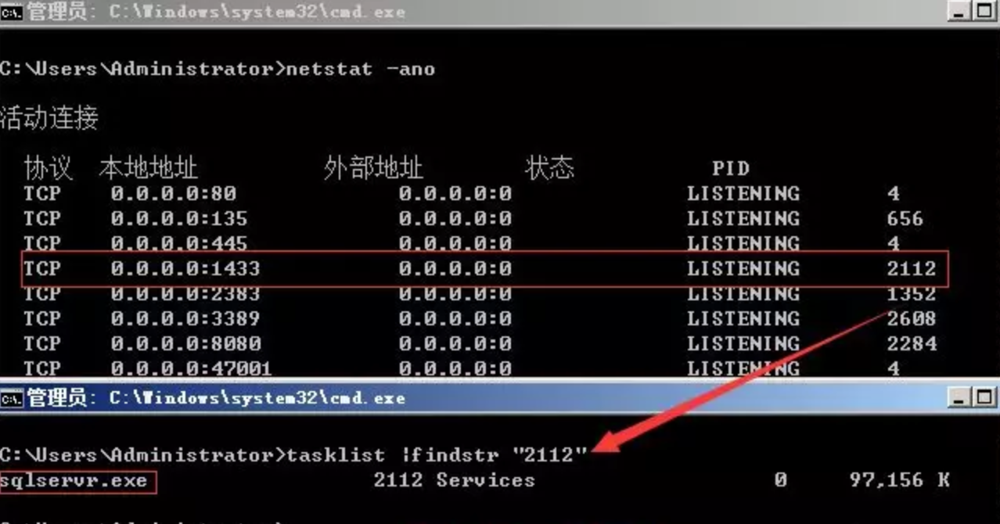 管理员: C:\Windows\system32\cmd.exe
C:\Users\Administrator>netstat -ano
活动连接
协议 本地地址 外部地址 状态 PID
TCP 0.0.0.0:80 0.0.0.0:0 LISTENING 4
TCP 0.0.0.0:135 0.0.0.0:0 LISTENING 656
TCP 0.0.0.0:445 0.0.0.0:0 LISTENING 4
TCP 0.0.0.0:1433 0.0.0.0:0 LISTENING 2112
TCP 0.0.0.0:2383 0.0.0.0:0 LISTENING 1352
TCP 0.0.0.0:3389 0.0.0.0:0 LISTENING 2608
TCP 0.0.0.0:8080 0.0.0.0:0 LISTENING 2284
TCP 0.0.0.0:47001 0.0.0.0:0 LISTENING 4
管理员: C:\Windows\system32\cmd.exe
C:\Users\Administrator>tasklist |findstr "2112"
sqlservr.exe 2112 Services 0 97,156 K